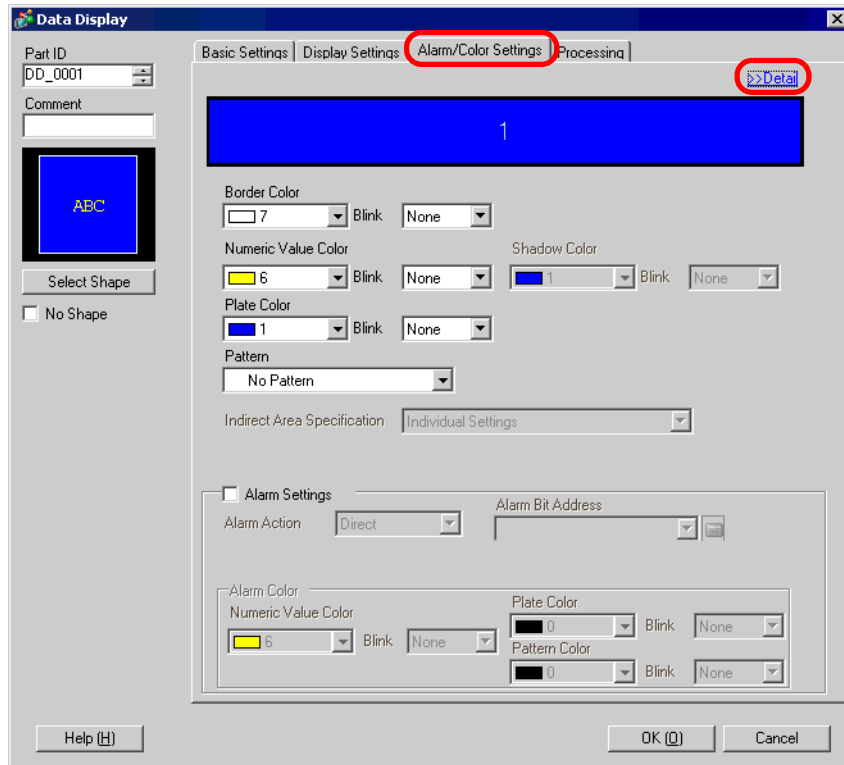 Data Display
Part ID
DD_0001
Comment
ABC
Select Shape
No Shape
Basic Settings Display Settings Alarm/Color Settings Processing
>>Detail
1
Border Color
7 Blink None
Numeric Value Color Shadow Color
6 Blink None 1 Blink None
Plate Color
1 Blink None
Pattern
No Pattern
Indirect Area Specification Individual Settings
Alarm Settings
Alarm Action Direct Alarm Bit Address
Alarm Color
Numeric Value Color Plate Color
6 Blink None 0 Blink None
Pattern Color
0 Blink None
Help (H) OK (O) Cancel